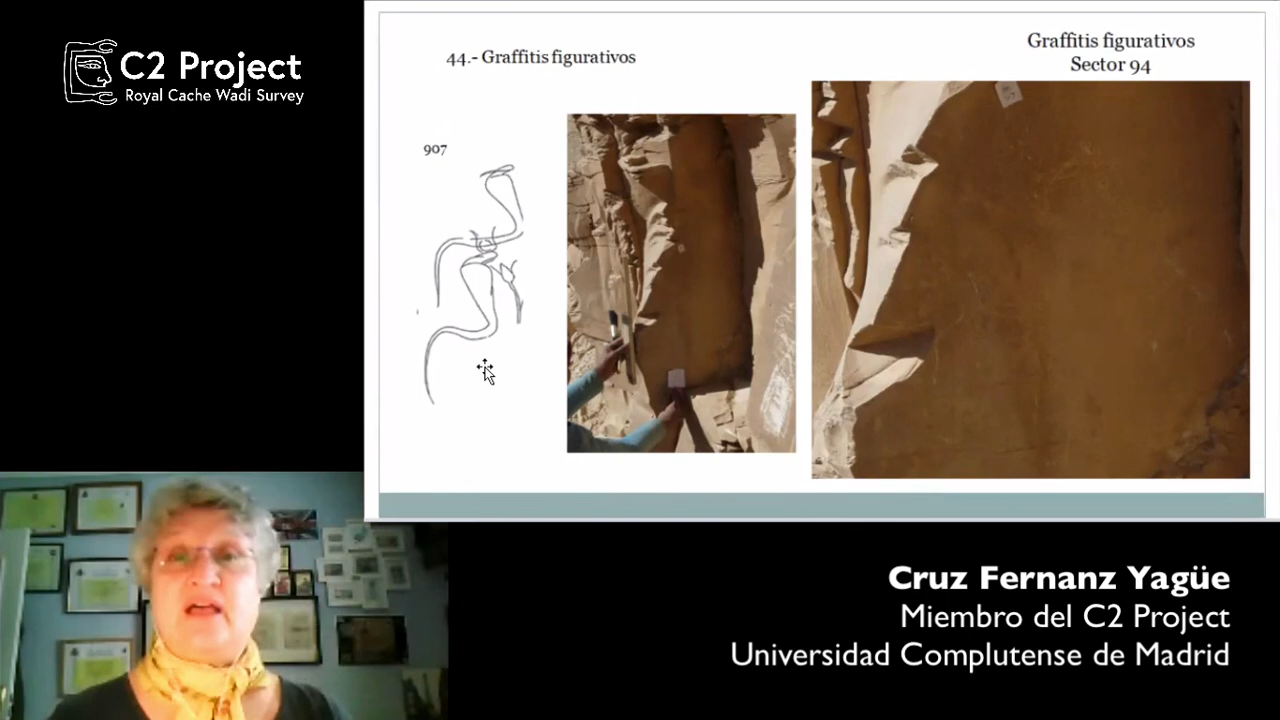 C2 Project
Royal Cache Wadi Survey
44.- Graffitis figurativos
Graffitis figurativos
Sector 94
907
Cruz Fernanz Yagüe
Miembro del C2 Project
Universidad Complutense de Madrid